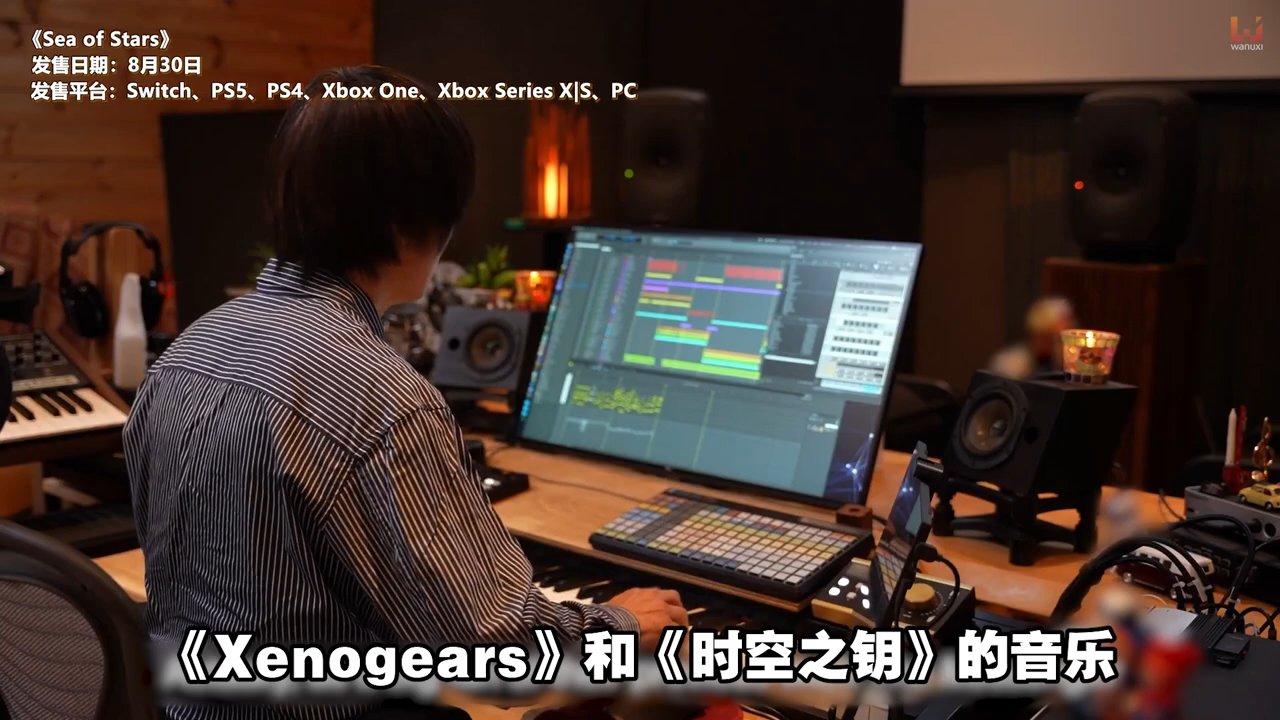 《Sea of Stars》
发售日期：8月30日
发售平台：Switch、PS5、PS4、Xbox One、Xbox Series X|S、PC
wanuxi
《Xenogears》和《时空之钥》的音乐